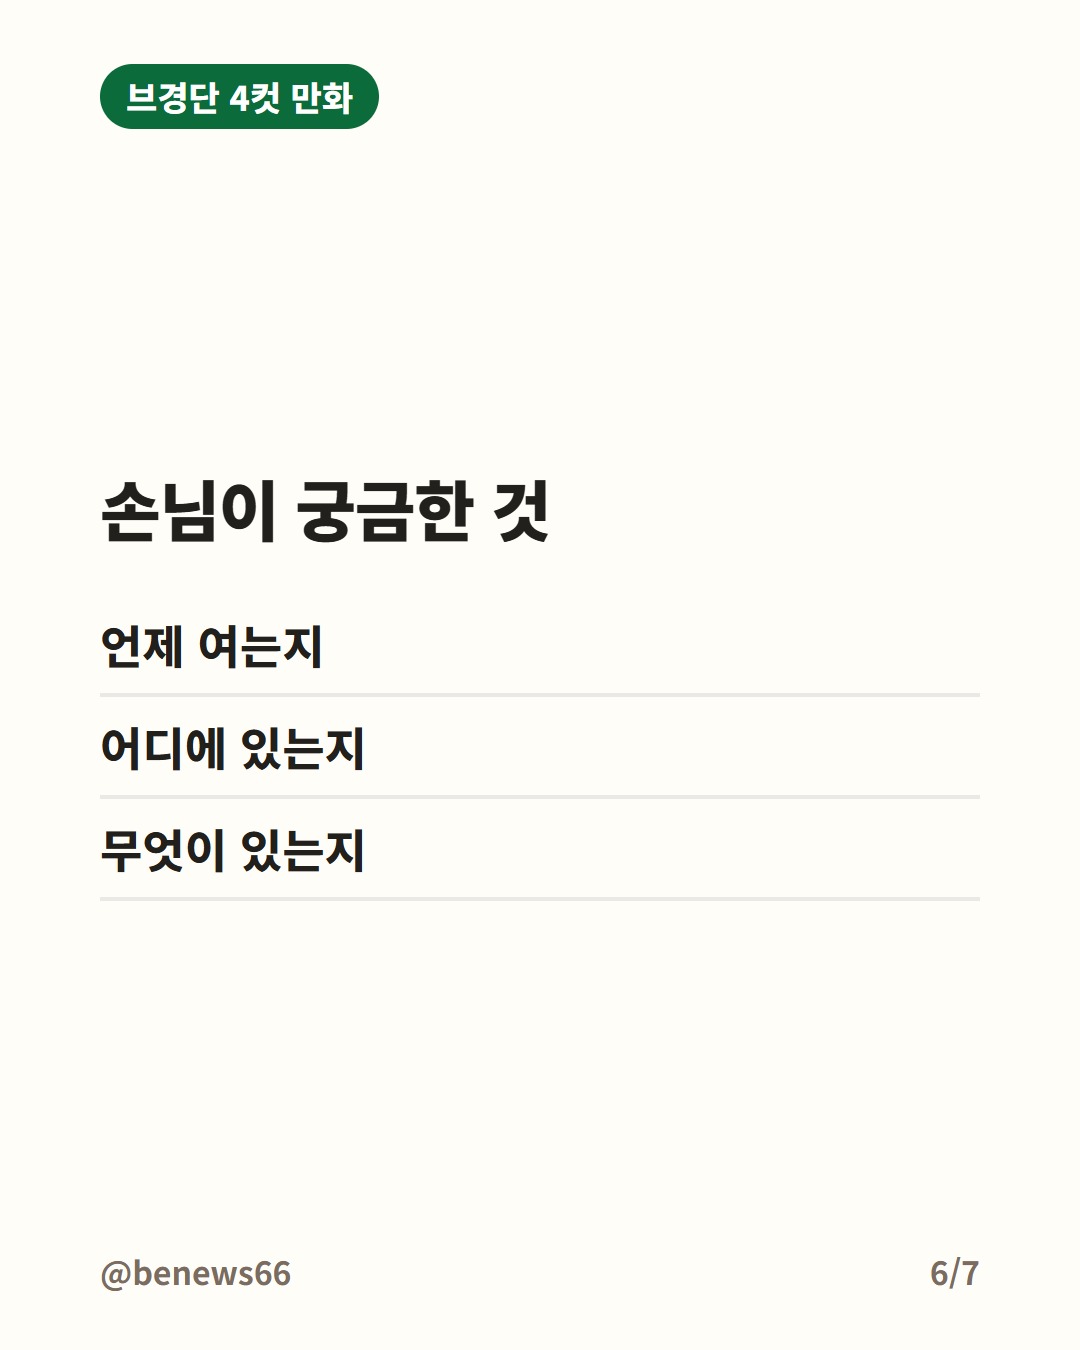 브경단 4컷 만화
손님이 궁금한 것
언제 여는지
어디에 있는지
무엇이 있는지
@benews66
6/7